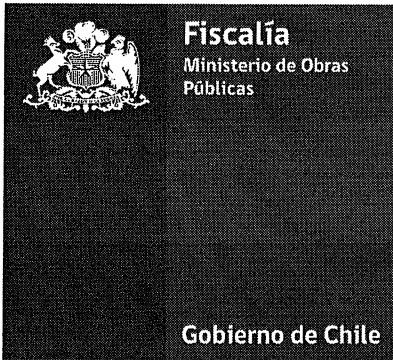 Fiscalía
Ministerio de Obras
Públicas
Gobierno de Chile